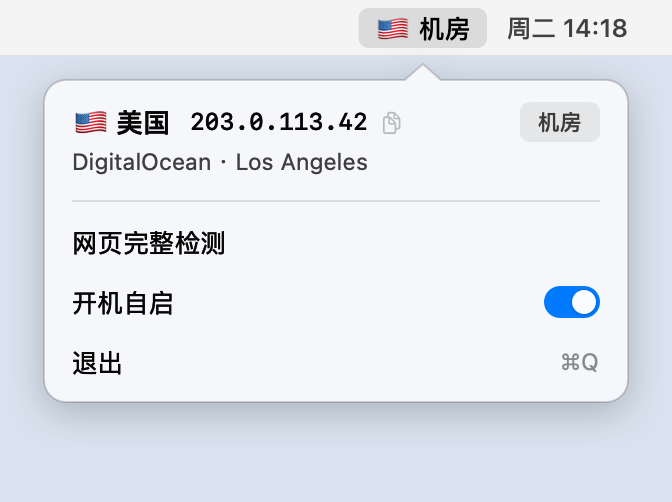 🇺🇸 机房 周二 14:18
🇺🇸 美国 203.0.113.42 机房
DigitalOcean · Los Angeles
网页完整检测
开机自启
退出 ⌘Q